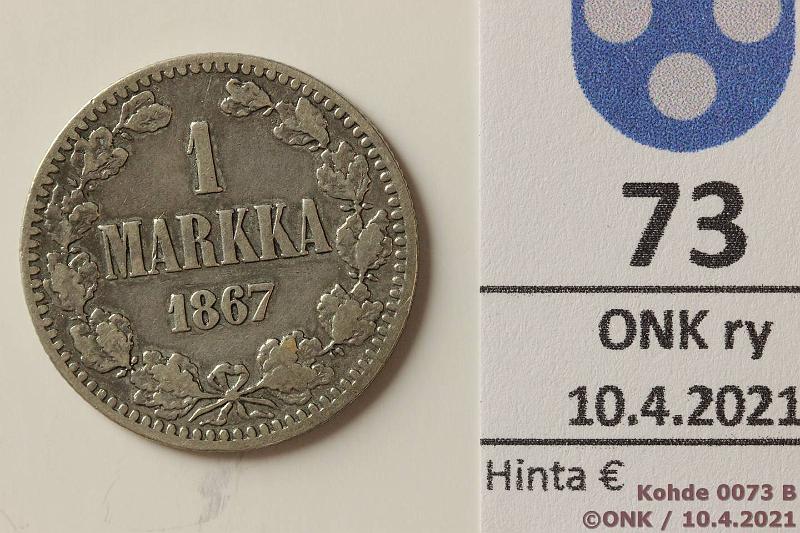 1
MARKKA
1867
73
ONK ry
10.4.2021
Hinta €
Kohde 0073 B
©ONK / 10.4.2021